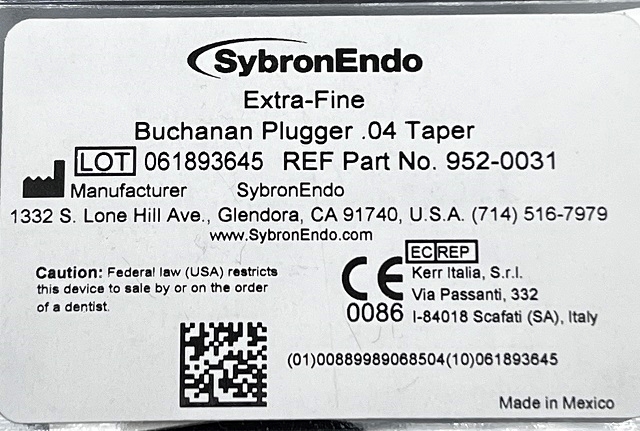 SybronEndo
Extra-Fine
Buchanan Plugger .04 Taper
LOT 061893645 REF Part No. 952-0031
Manufacturer SybronEndo
1332 S. Lone Hill Ave., Glendora, CA 91740, U.S.A. (714) 516-7979
www.SybronEndo.com
Caution: Federal law (USA) restricts
this device to sale by or on the order
of a dentist.
CE
0086
EC REP
Kerr Italia, S.r.l.
Via Passanti, 332
I-84018 Scafati (SA), Italy
(01)00889989068504(10)061893645
Made in Mexico